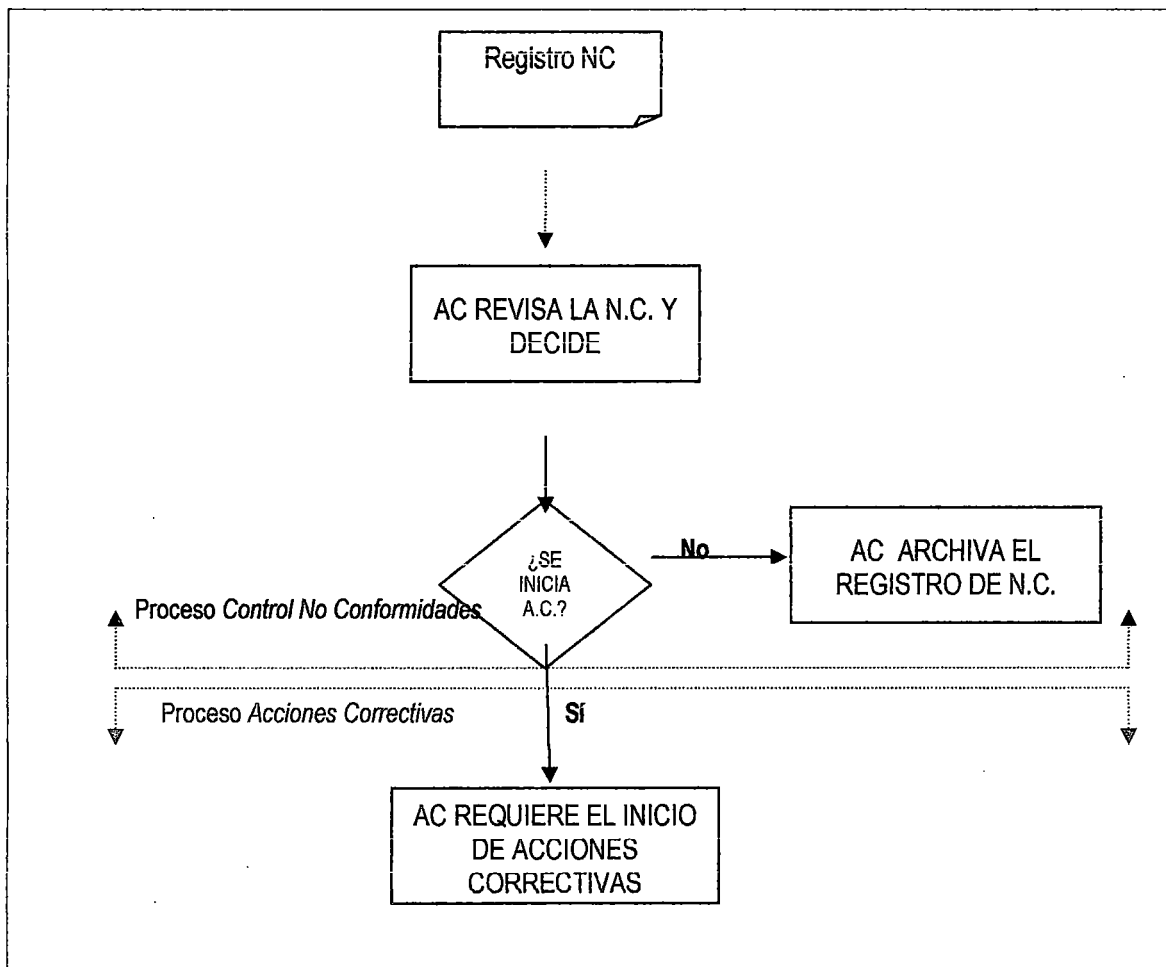 Registro NC
AC REVISA LA N.C. Y
DECIDE
¿SE
INICIA
A.C.?
No
AC ARCHIVA EL
REGISTRO DE N.C.
Proceso Control No Conformidades
Proceso Acciones Correctivas
Sí
AC REQUIERE EL INICIO
DE ACCIONES
CORRECTIVAS